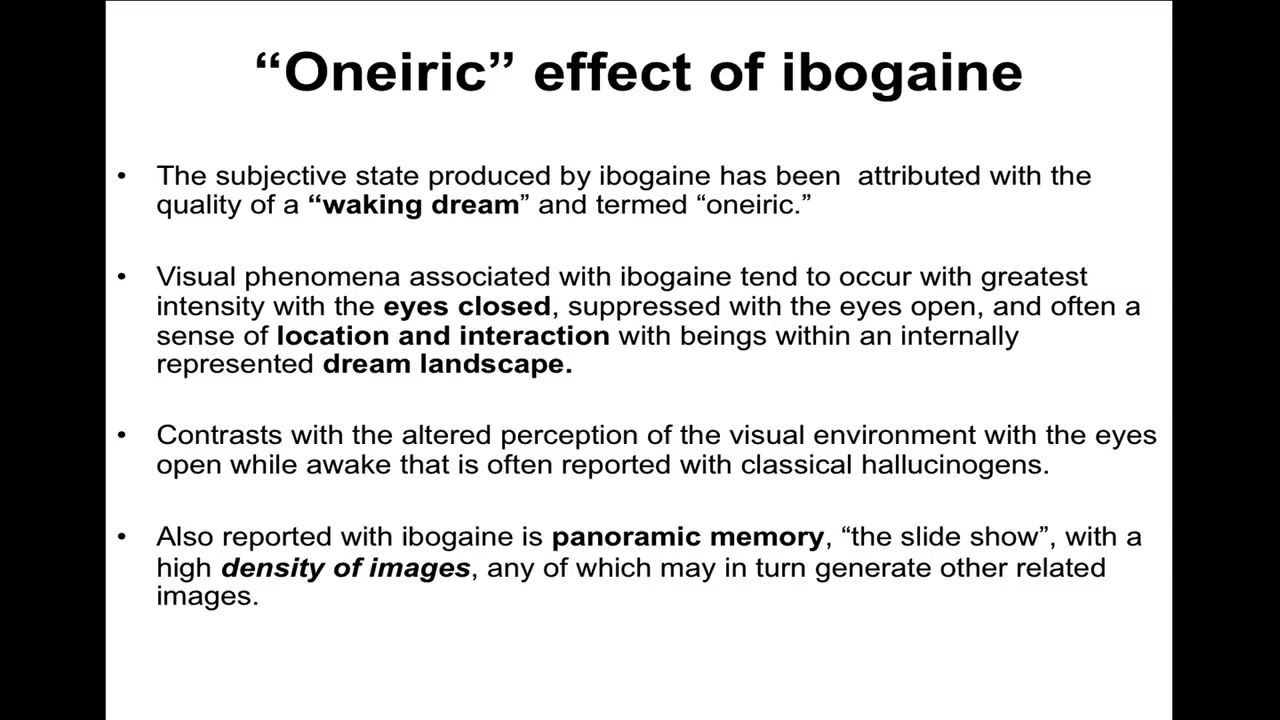 “Oneiric” effect of ibogaine
• The subjective state produced by ibogaine has been  attributed with the
quality of a “waking dream” and termed “oneiric.”
• Visual phenomena associated with ibogaine tend to occur with greatest
intensity with the eyes closed, suppressed with the eyes open, and often a
sense of location and interaction with beings within an internally
represented dream landscape.
• Contrasts with the altered perception of the visual environment with the eyes
open while awake that is often reported with classical hallucinogens.
• Also reported with ibogaine is panoramic memory, “the slide show”, with a
high density of images, any of which may in turn generate other related
images.